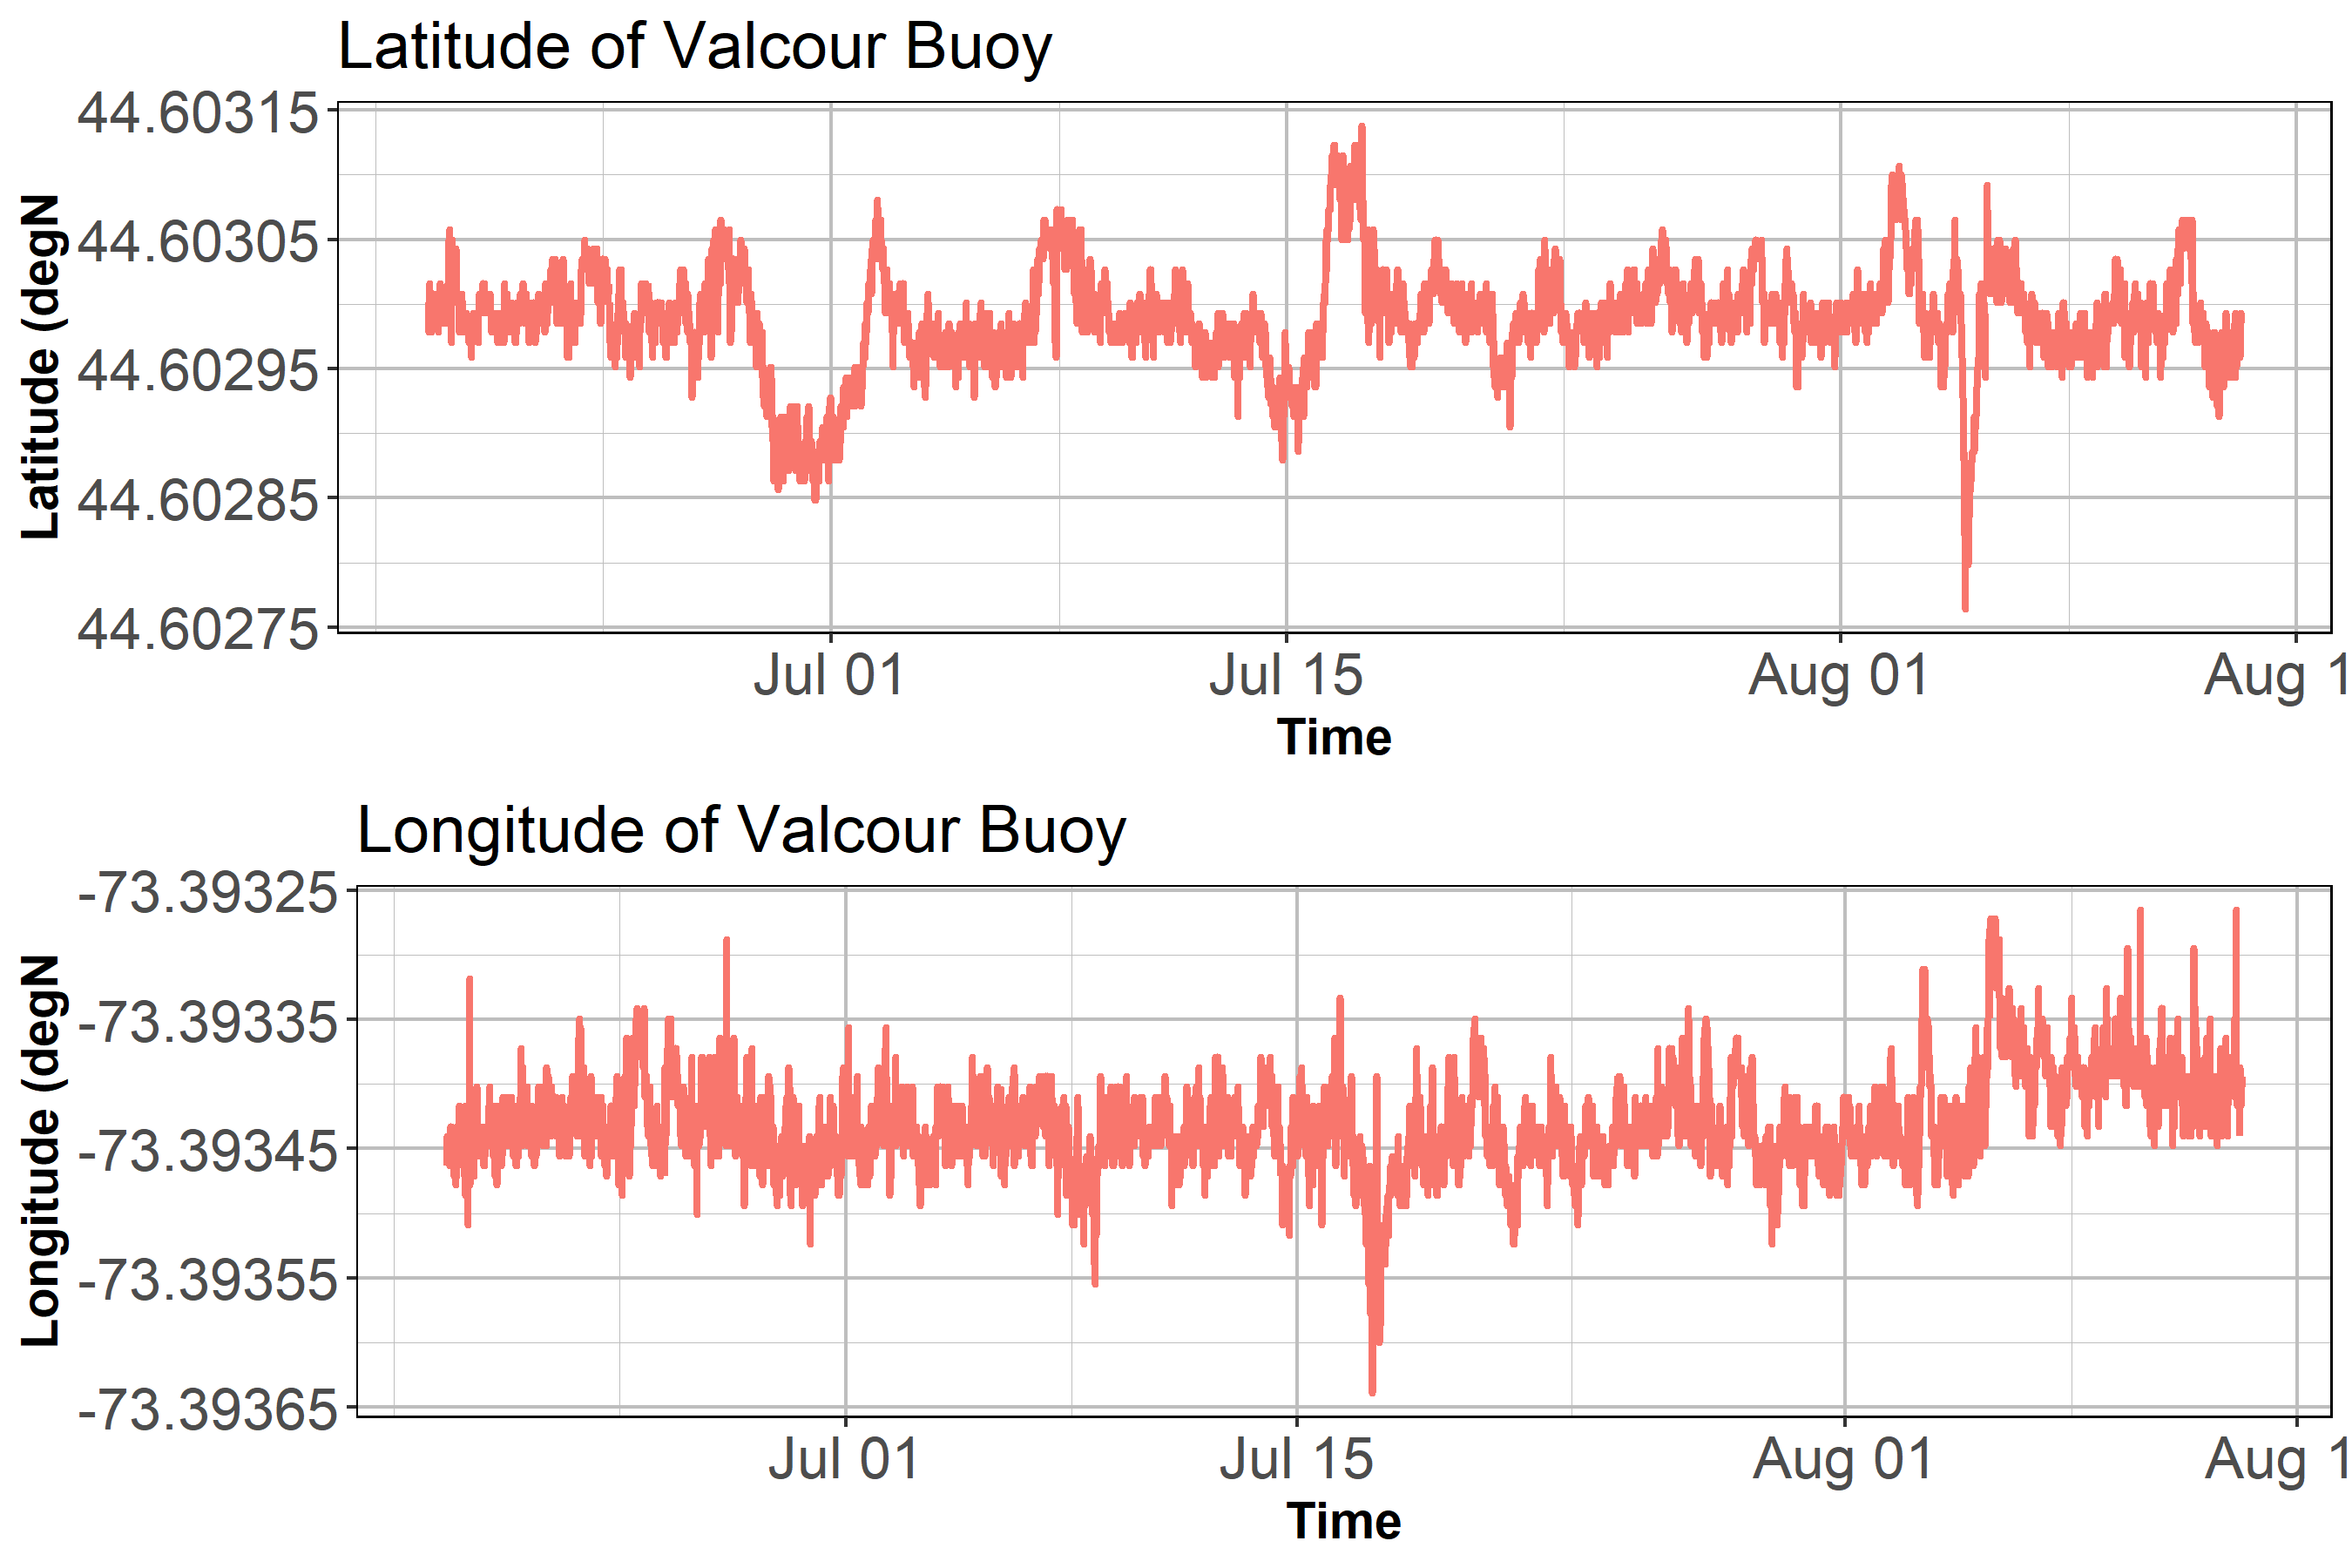 Latitude of Valcour Buoy
44.60315
44.60305
44.60295
44.60285
44.60275
Latitude (degN
Jul 01 Jul 15 Aug 01 Aug 1
Time
Longitude of Valcour Buoy
-73.39325
-73.39335
-73.39345
-73.39355
-73.39365
Longitude (degN
Jul 01 Jul 15 Aug 01 Aug 1
Time